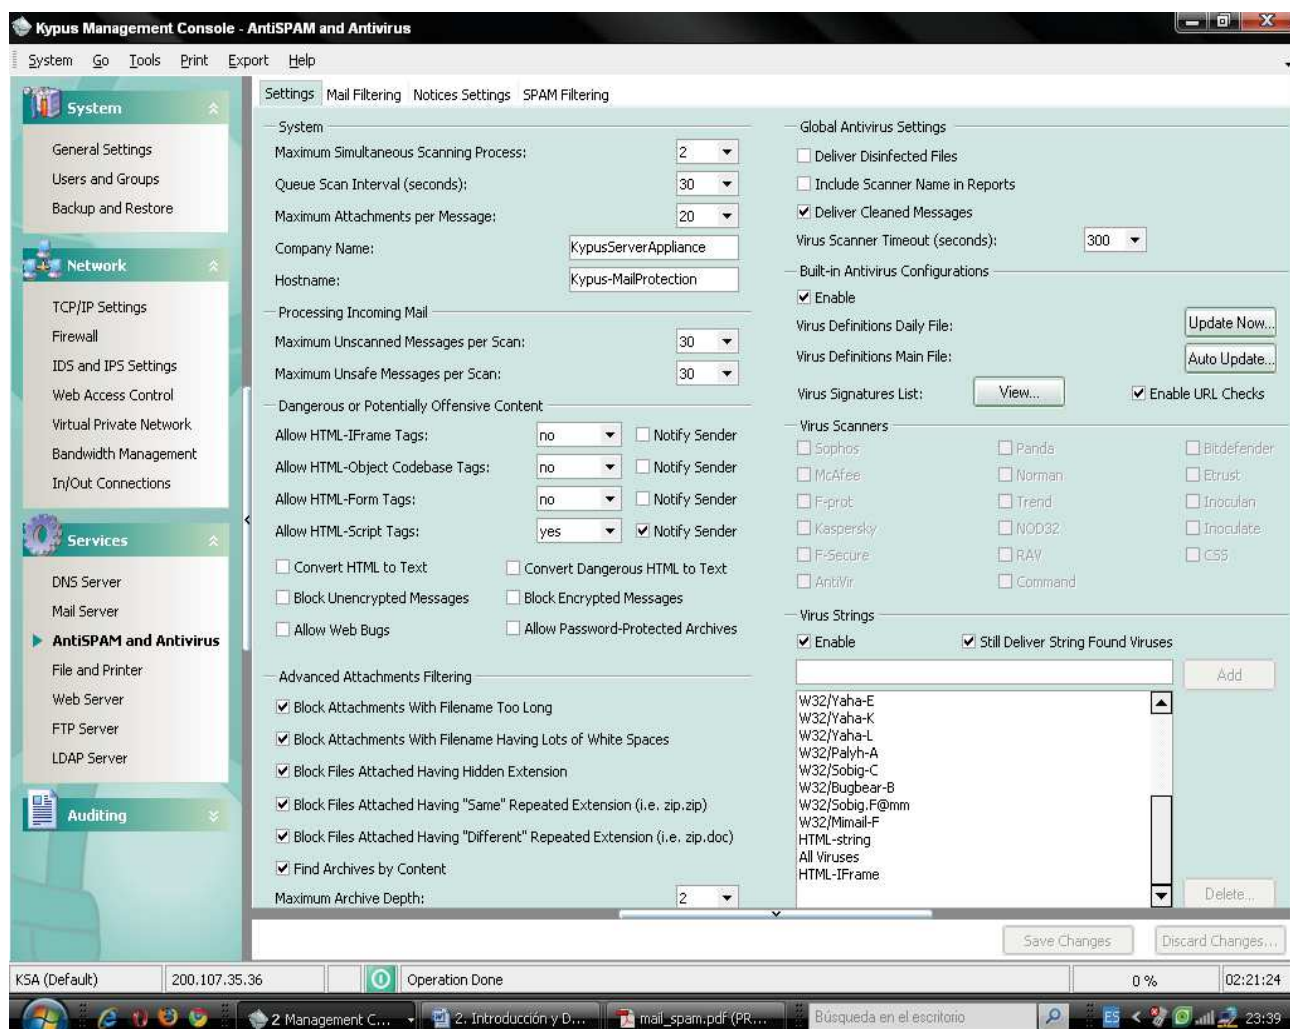 Kypus Management Console - AntiSPAM and Antivirus
System Go Tools Print Export Help
System
General Settings
Users and Groups
Backup and Restore
Network
TCP/IP Settings
Firewall
IDS and IPS Settings
Web Access Control
Virtual Private Network
Bandwidth Management
In/Out Connections
Services
DNS Server
Mail Server
AntiSPAM and Antivirus
File and Printer
Web Server
FTP Server
LDAP Server
Auditing
Settings Mail Filtering Notices Settings SPAM Filtering
System
Maximum Simultaneous Scanning Process: 2
Queue Scan Interval (seconds): 30
Maximum Attachments per Message: 20
Company Name: KypusServerAppliance
Hostname: Kypus-MailProtection
Processing Incoming Mail
Maximum Unscanned Messages per Scan: 30
Maximum Unsafe Messages per Scan: 30
Dangerous or Potentially Offensive Content
Allow HTML-IFrame Tags: no Notify Sender
Allow HTML-Object Codebase Tags: no Notify Sender
Allow HTML-Form Tags: no Notify Sender
Allow HTML-Script Tags: yes Notify Sender
Convert HTML to Text Convert Dangerous HTML to Text
Block Unencrypted Messages Block Encrypted Messages
Allow Web Bugs Allow Password-Protected Archives
Advanced Attachments Filtering
Block Attachments With Filename Too Long
Block Attachments With Filename Having Lots of White Spaces
Block Files Attached Having Hidden Extension
Block Files Attached Having "Same" Repeated Extension (i.e. zip.zip)
Block Files Attached Having "Different" Repeated Extension (i.e. zip.doc)
Find Archives by Content
Maximum Archive Depth: 2
Global Antivirus Settings
Deliver Disinfected Files
Include Scanner Name in Reports
Deliver Cleaned Messages
Virus Scanner Timeout (seconds): 300
Built-in Antivirus Configurations
Enable
Virus Definitions Daily File: Update Now...
Virus Definitions Main File: Auto Update...
Virus Signatures List: View... Enable URL Checks
Virus Scanners
Sophos Panda Bitdefender
McAfee Norman Etrust
F-prot Trend Inoculan
Kaspersky NOD32 Inoculate
F-Secure RAV CSS
AntiVir Command
Virus Strings
Enable Still Deliver String Found Viruses
Add
W32/Yaha-E
W32/Yaha-K
W32/Yaha-L
W32/Palyh-A
W32/Sobig-C
W32/Bugbear-B
W32/Sobig.F@mm
W32/Mimail-F
HTML-string
All Viruses
HTML-IFrame
Delete...
Save Changes Discard Changes...
KSA (Default) 200.107.35.36 Operation Done 0 % 02:21:24
2 Management C... 2. Introducción y D... mail_spam.pdf (PR... Búsqueda en el escritorio ES 23:39